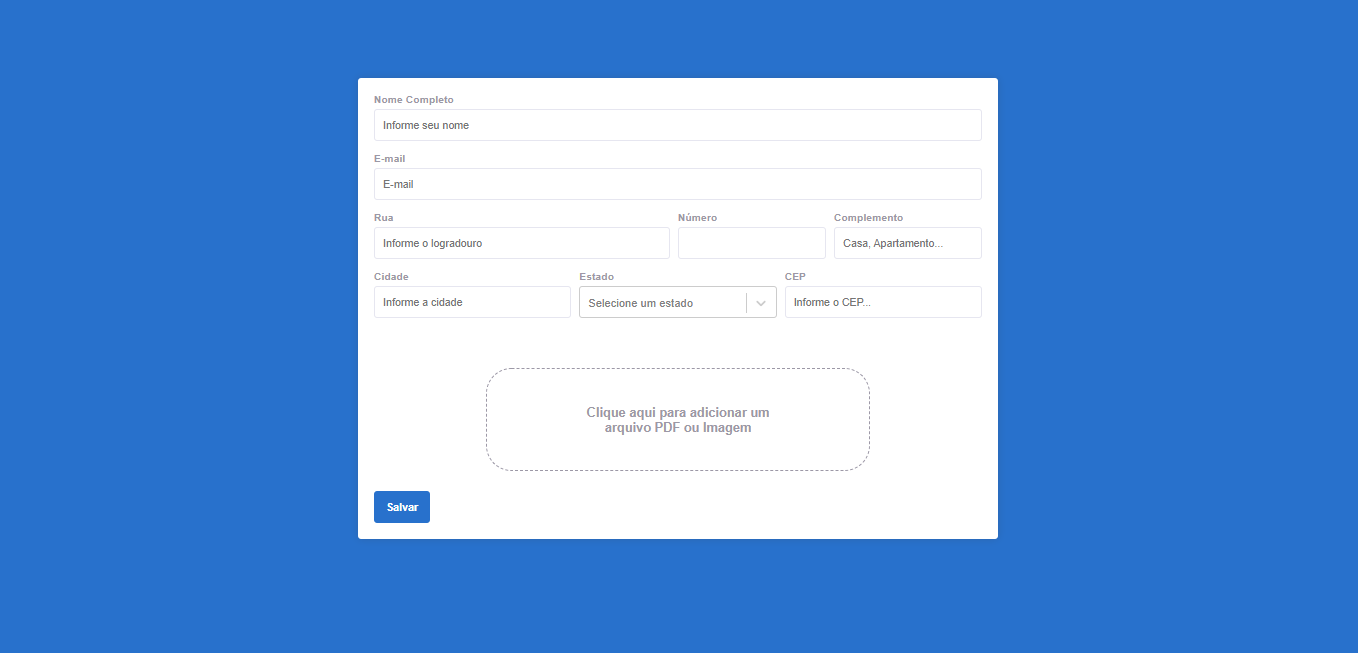 Nome Completo
Informe seu nome
E-mail
E-mail
Rua Número Complemento
Informe o logradouro Casa, Apartamento...
Cidade Estado CEP
Informe a cidade Selecione um estado Informe o CEP...
Clique aqui para adicionar um
arquivo PDF ou Imagem
Salvar